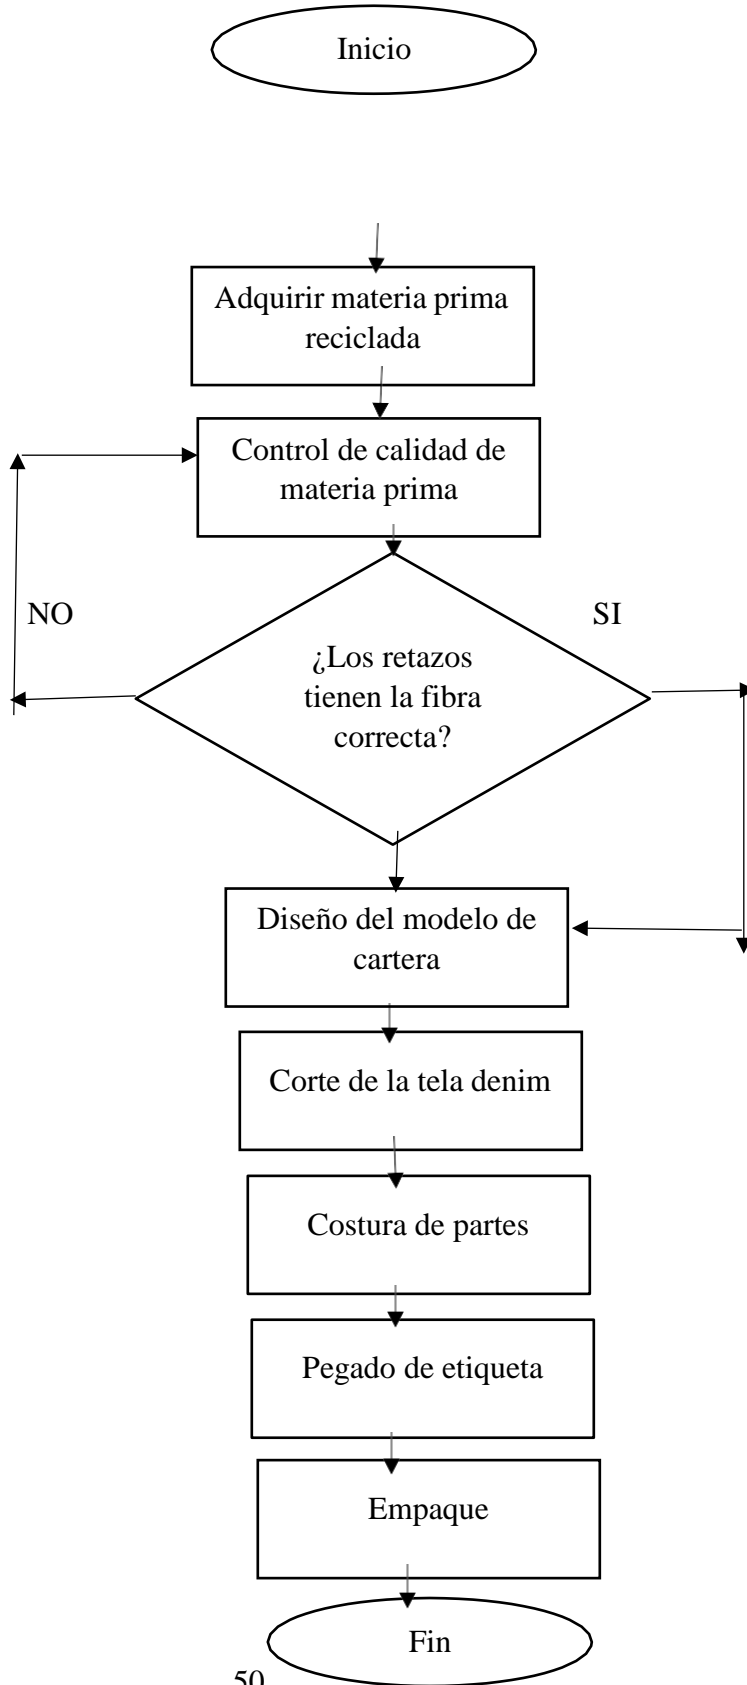 Inicio
Adquirir materia prima
reciclada
Control de calidad de
materia prima
NO
SI
¿Los retazos
tienen la fibra
correcta?
Diseño del modelo de
cartera
Corte de la tela denim
Costura de partes
Pegado de etiqueta
Empaque
Fin
50